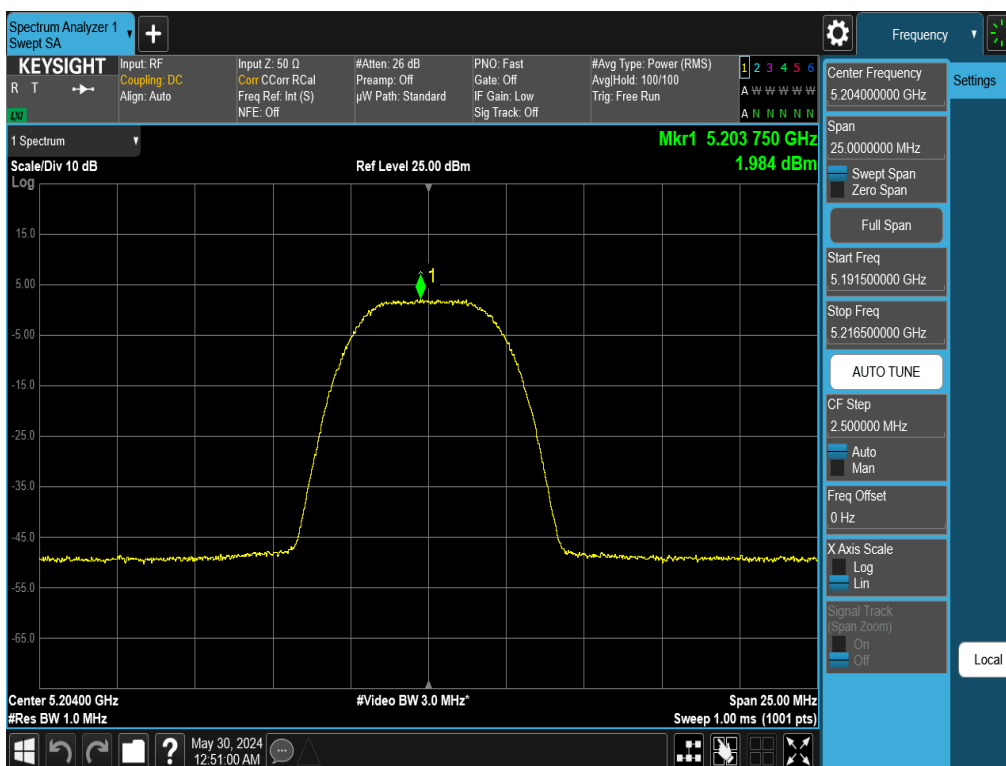 Spectrum Analyzer 1
Swept SA
+
Frequency
KEYSIGHT
R T
LXI
Input: RF
Coupling: DC
Align: Auto
Input Z: 50 Ω
Corr CCorr RCal
Freq Ref: Int (S)
NFE: Off
#Atten: 26 dB
Preamp: Off
µW Path: Standard
PNO: Fast
Gate: Off
IF Gain: Low
Sig Track: Off
#Avg Type: Power (RMS)
Avg|Hold: 100/100
Trig: Free Run
1 2 3 4 5 6
A W W W W W
A N N N N N
1 Spectrum
Scale/Div 10 dB
Ref Level 25.00 dBm
Mkr1 5.203 750 GHz
1.984 dBm
Log
15.0
5.00
-5.00
-15.0
-25.0
-35.0
-45.0
-55.0
-65.0
1
Center 5.20400 GHz
#Res BW 1.0 MHz
#Video BW 3.0 MHz*
Span 25.00 MHz
Sweep 1.00 ms (1001 pts)
Center Frequency
5.204000000 GHz
Span
25.0000000 MHz
Swept Span
Zero Span
Full Span
Start Freq
5.191500000 GHz
Stop Freq
5.216500000 GHz
AUTO TUNE
CF Step
2.500000 MHz
Auto
Man
Freq Offset
0 Hz
X Axis Scale
Log
Lin
Signal Track
(Span Zoom)
On
Off
Settings
Local
?
May 30, 2024
12:51:00 AM